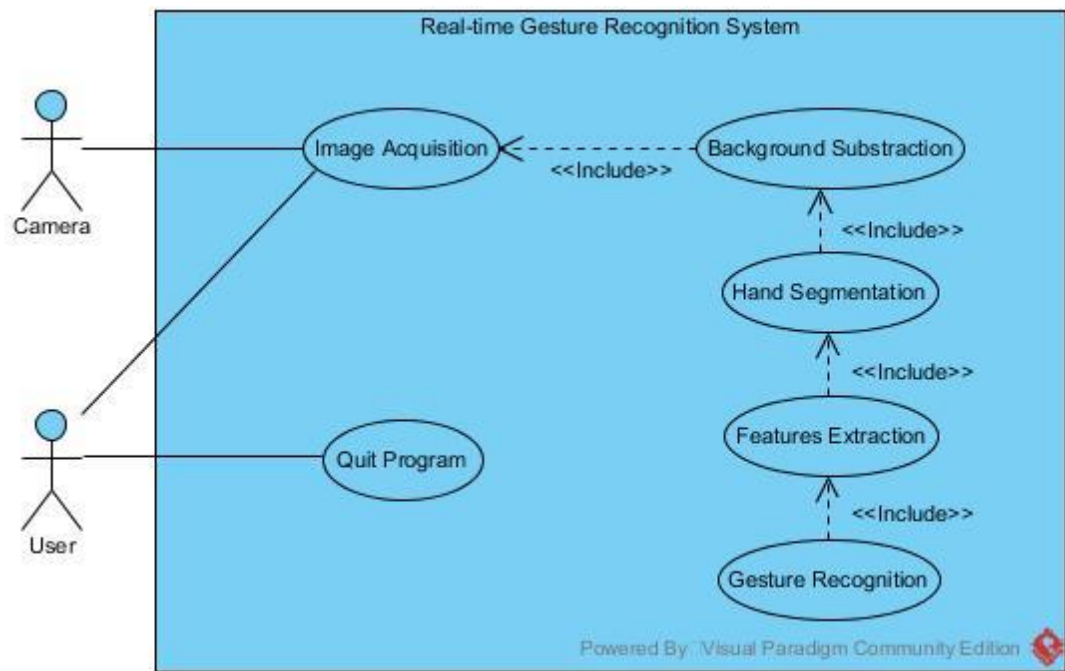 Real-time Gesture Recognition System
Image Acquisition
<<Include>>
Background Substraction
Camera
<<Include>>
Hand Segmentation
<<Include>>
Features Extraction
Quit Program
User
<<Include>>
Gesture Recognition
Powered By Visual Paradigm Community Edition